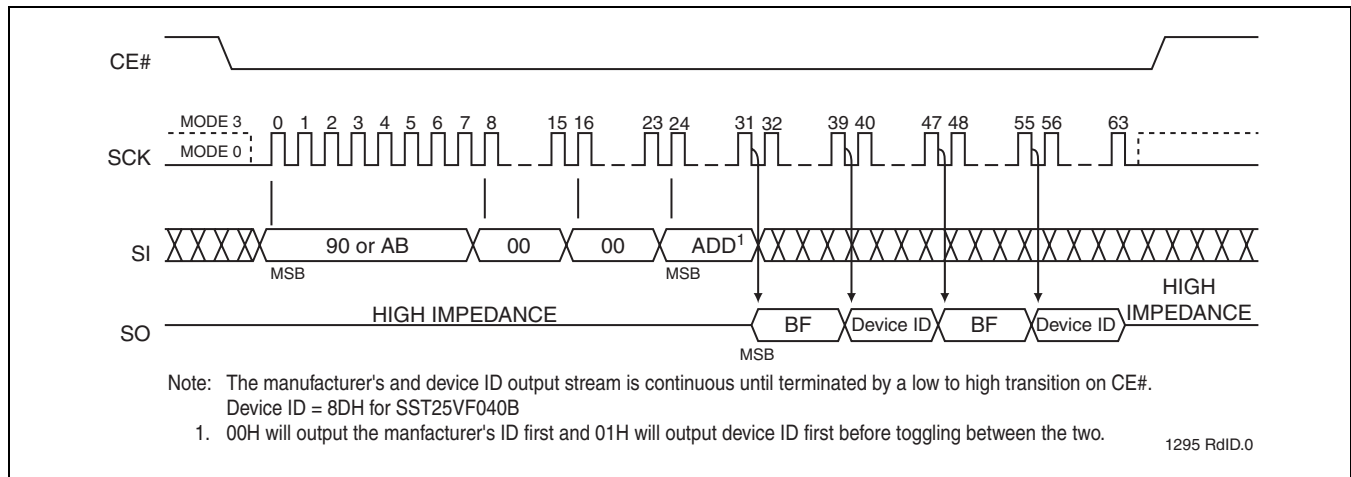 CE#
MODE 3
MODE 0
SCK
0 1 2 3 4 5 6 7 8 15 16 23 24 31 32 39 40 47 48 55 56 63
SI
90 or AB
00
00
ADD1
MSB
MSB
HIGH IMPEDANCE
HIGH IMPEDANCE
SO
BF
Device ID
BF
Device ID
MSB
Note: The manufacturer's and device ID output stream is continuous until terminated by a low to high transition on CE#.
Device ID = 8DH for SST25VF040B
1. 00H will output the manfacturer's ID first and 01H will output device ID first before toggling between the two.
1295 RdID.0